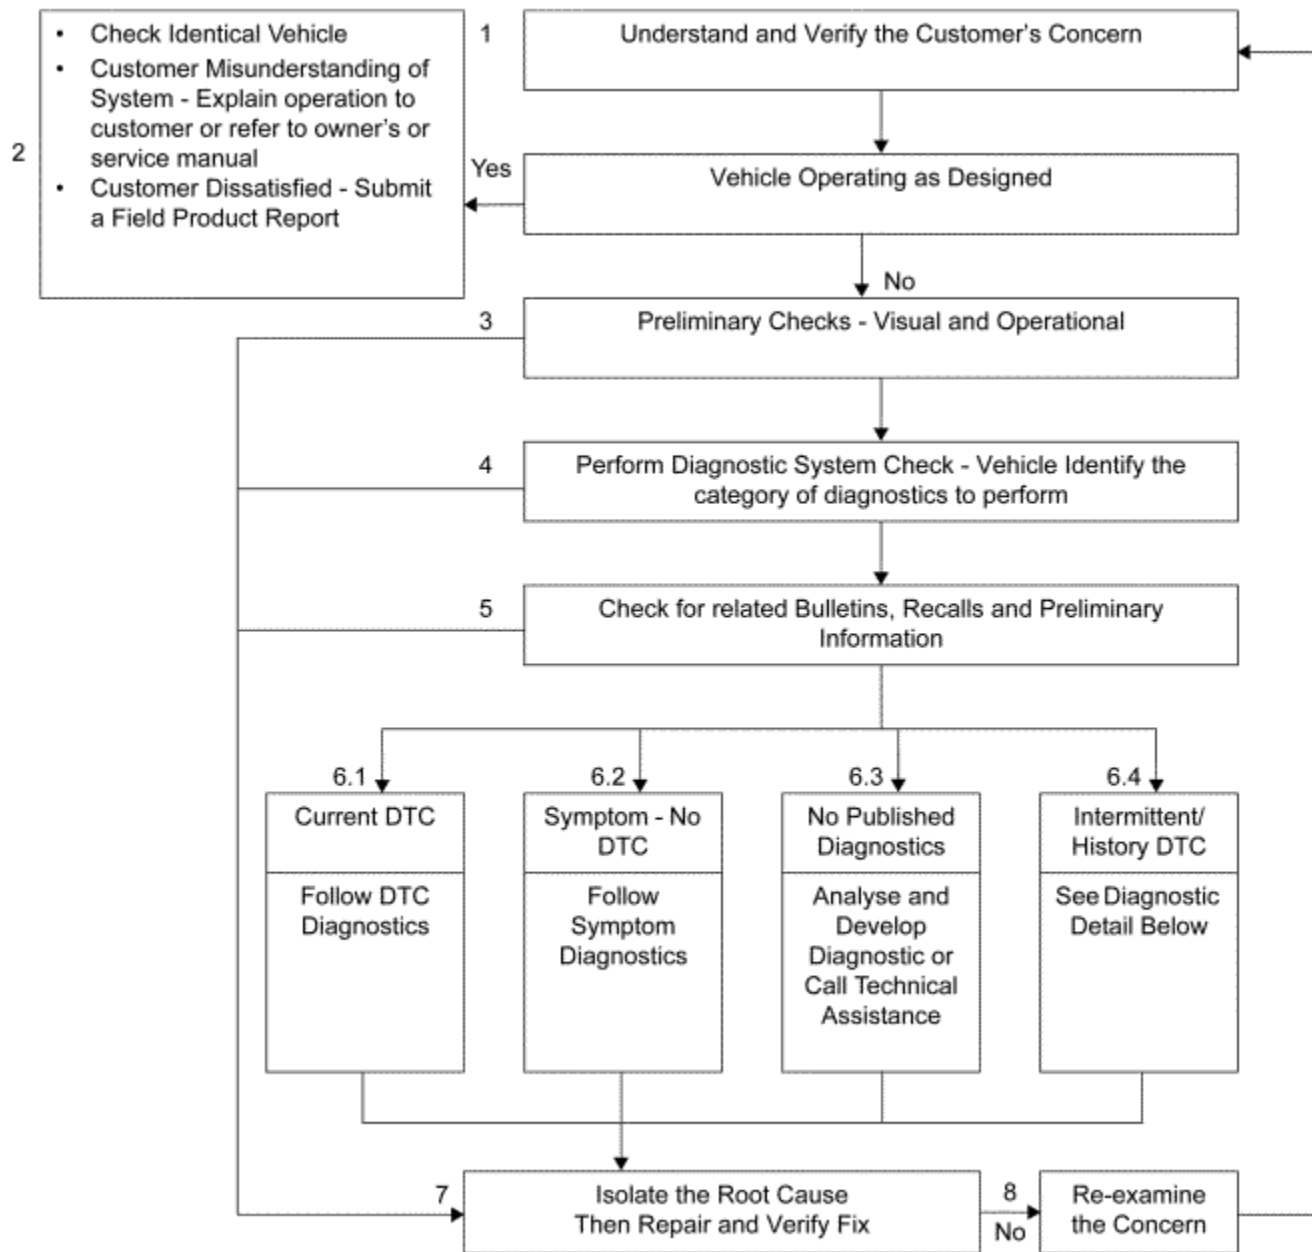 • Check Identical Vehicle
• Customer Misunderstanding of
System - Explain operation to
customer or refer to owner's or
service manual
• Customer Dissatisfied - Submit
a Field Product Report
2
1
Understand and Verify the Customer's Concern
Yes
Vehicle Operating as Designed
No
3
Preliminary Checks - Visual and Operational
4
Perform Diagnostic System Check - Vehicle Identify the
category of diagnostics to perform
5
Check for related Bulletins, Recalls and Preliminary
Information
6.1
Current DTC
Follow DTC
Diagnostics
6.2
Symptom - No
DTC
Follow
Symptom
Diagnostics
6.3
No Published
Diagnostics
Analyse and
Develop
Diagnostic or
Call Technical
Assistance
6.4
Intermittent/
History DTC
See Diagnostic
Detail Below
7
Isolate the Root Cause
Then Repair and Verify Fix
8
No
Re-examine
the Concern